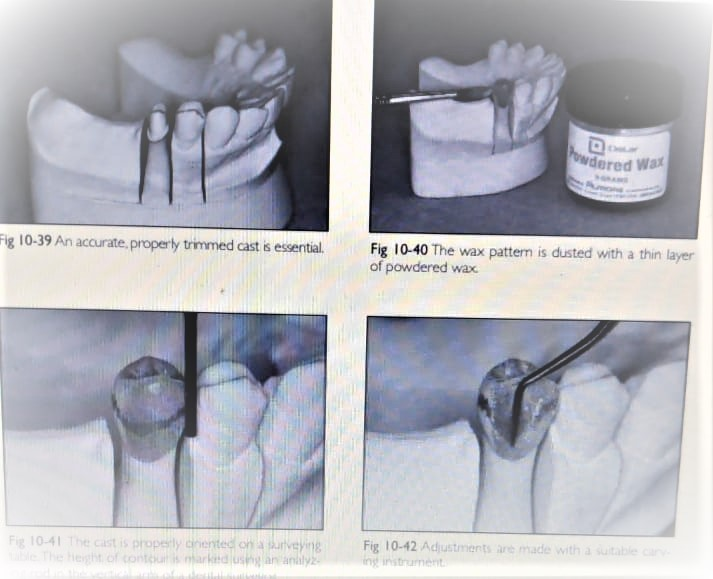 Fig 10-39 An accurate, properly trimmed cast is essential.
DeLar
Powdered Wax
Fig 10-40 The wax pattern is dusted with a thin layer
of powdered wax.
Fig 10-41 The cast is properly oriented on a surveying
table. The height of contour is marked using an analyz-
ing rod in the vertical arm of a dental
Fig 10-42 Adjustments are made with a suitable carv-
ing instrument.